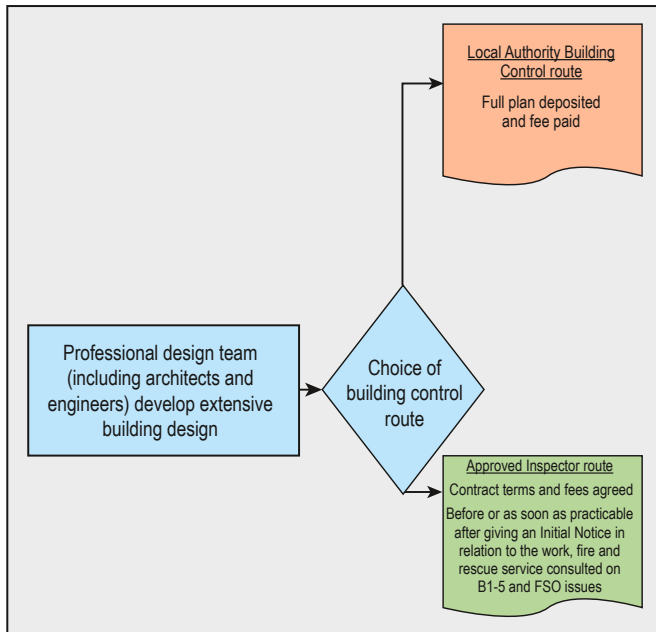 Local Authority Building
Control route
Full plan deposited
and fee paid
Professional design team
(including architects and
engineers) develop extensive
building design
Choice of
building control
route
Approved Inspector route
Contract terms and fees agreed
Before or as soon as practicable
after giving an Initial Notice in
relation to the work, fire and
rescue service consulted on
B1-5 and FSO issues